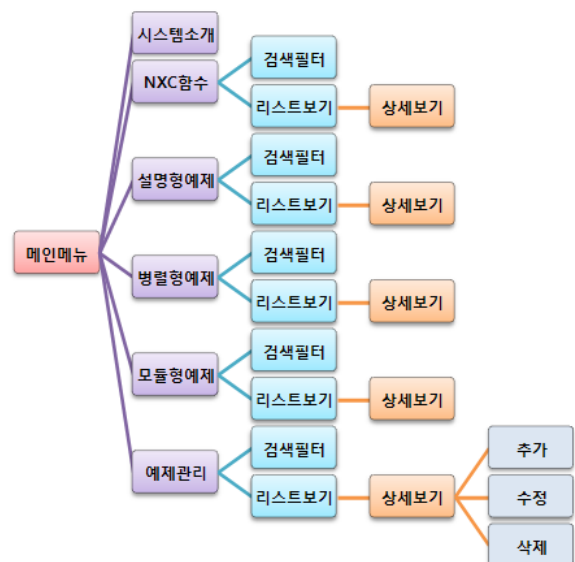 시스템소개
NXC함수
검색필터
리스트보기
상세보기
설명형예제
검색필터
리스트보기
상세보기
메인메뉴
병렬형예제
검색필터
리스트보기
상세보기
모듈형예제
검색필터
리스트보기
상세보기
예제관리
검색필터
리스트보기
상세보기
추가
수정
삭제